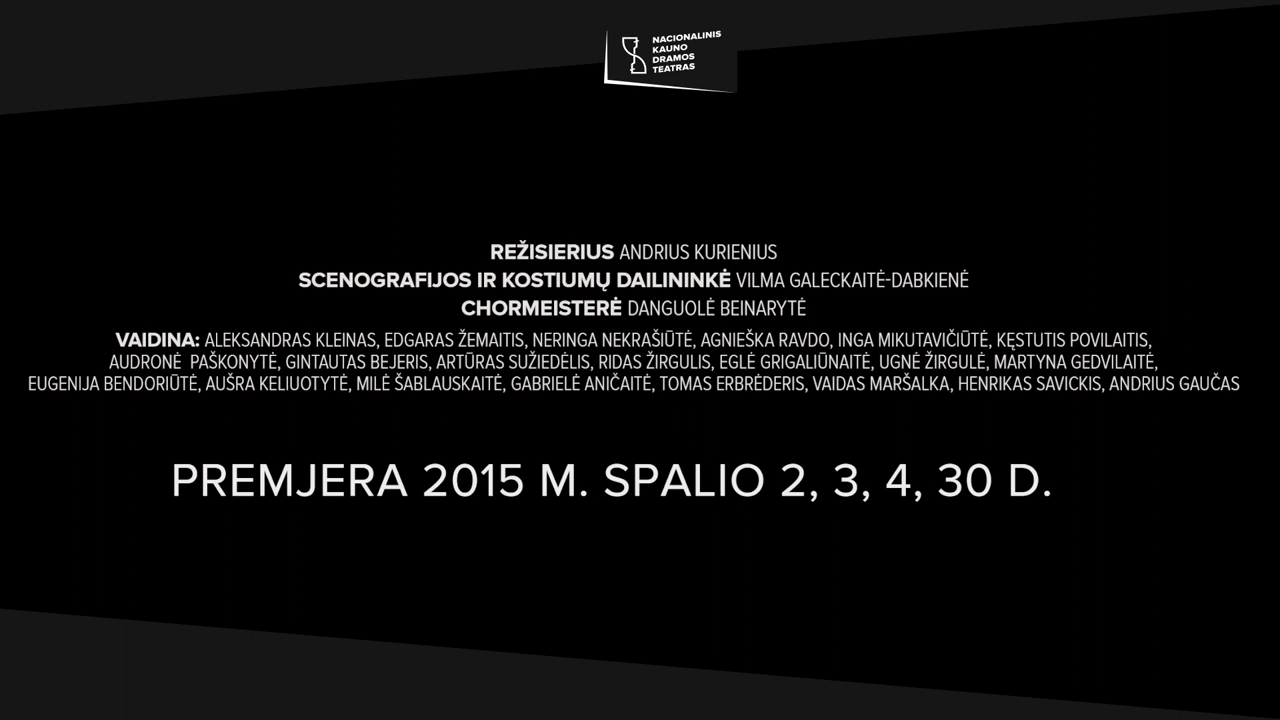 NACIONALINIS
KAUNO
DRAMOS
TEATRAS
REŽISIERIUS ANDRIUS KURIENIUS
SCENOGRAFIJOS IR KOSTIUMŲ DAILININKĖ VILMA GALECKAITĖ-DABKIENĖ
CHORMEISTERĖ DANGUOLĖ BEINARYTĖ
VAIDINA: ALEKSANDRAS KLEINAS, EDGARAS ŽEMAITIS, NERINGA NEKRAŠIŪTĖ, AGNIEŠKA RAVDO, INGA MIKUTAVIČIŪTĖ, KĘSTUTIS POVILAITIS,
AUDRONĖ PAŠKONYTĖ, GINTAUTAS BEJERIS, ARTŪRAS SUŽIEDĖLIS, RIDAS ŽIRGULIS, EGLĖ GRIGALIŪNAITĖ, UGNĖ ŽIRGULĖ, MARTYNA GEDVILAITĖ,
EUGENIJA BENDORIŪTĖ, AUŠRA KELIUOTYTĖ, MILĖ ŠABLAUSKAITĖ, GABRIELĖ ANIČAITĖ, TOMAS ERBRĖDERIS, VAIDAS MARŠALKA, HENRIKAS SAVICKIS, ANDRIUS GAUČAS
PREMJERA 2015 M. SPALIO 2, 3, 4, 30 D.